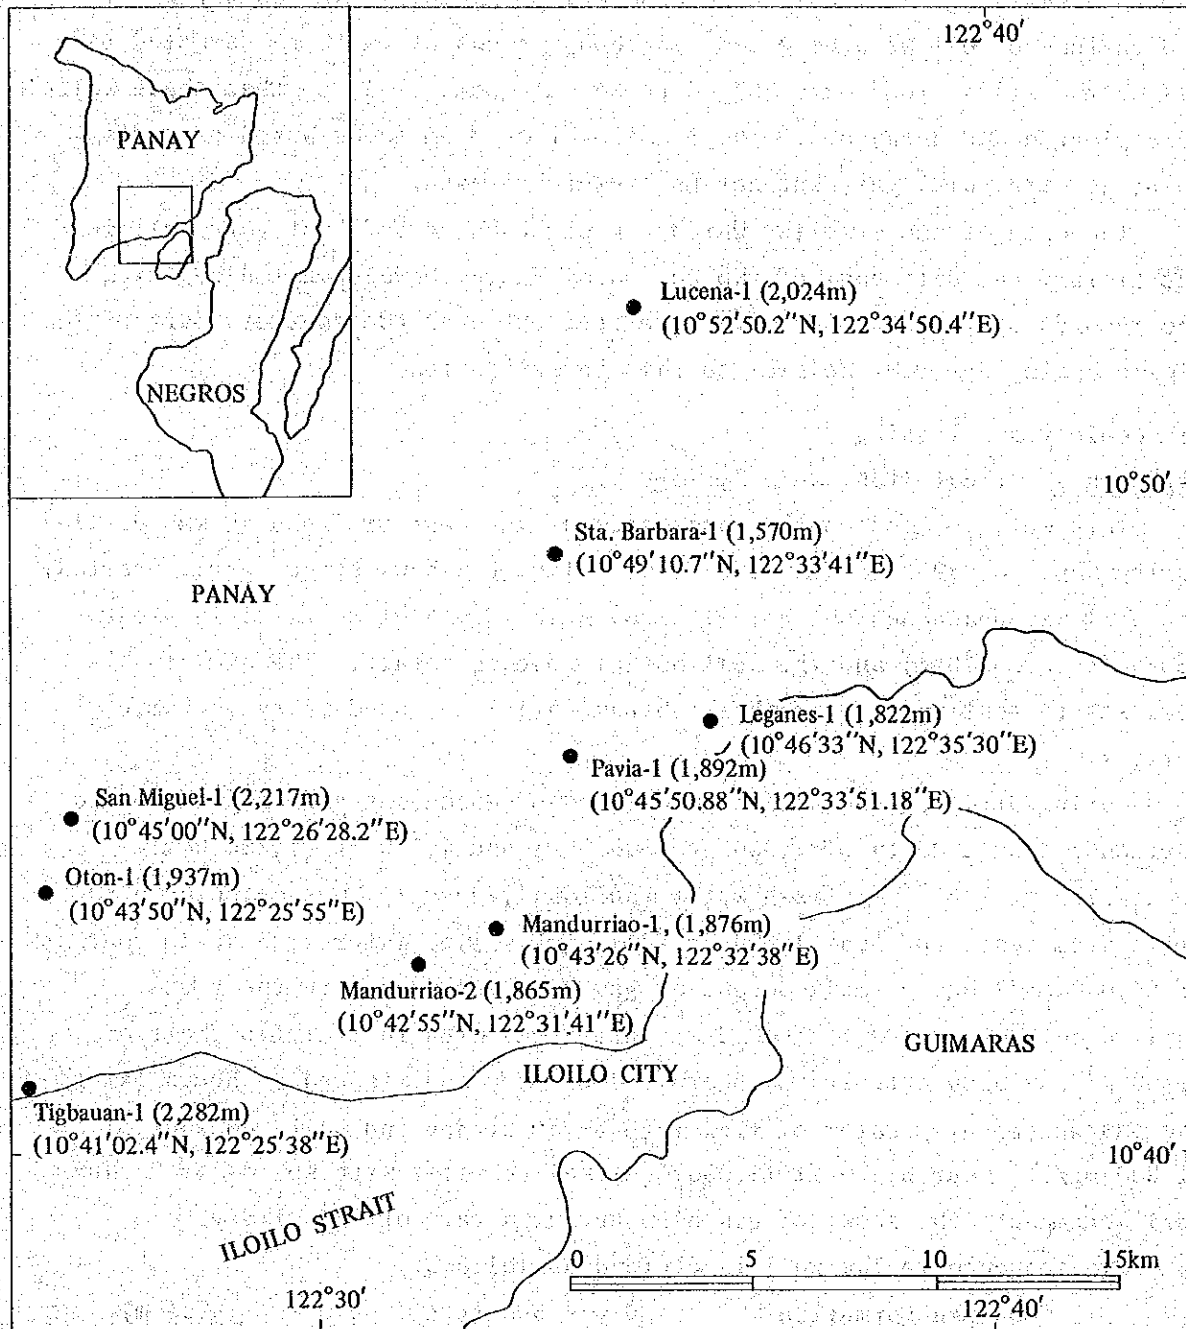 122°40′
PANAY
NEGROS
Lucena-1 (2,024m)
(10°52′50.2″N, 122°34′50.4″E)
10°50′
Sta. Barbara-1 (1,570m)
(10°49′10.7″N, 122°33′41″E)
PANAY
Leganes-1 (1,822m)
(10°46′33″N, 122°35′30″E)
Pavia-1 (1,892m)
(10°45′50.88″N, 122°33′51.18″E)
San Miguel-1 (2,217m)
(10°45′00″N, 122°26′28.2″E)
Oton-1 (1,937m)
(10°43′50″N, 122°25′55″E)
Mandurriao-1, (1,876m)
(10°43′26″N, 122°32′38″E)
Mandurriao-2 (1,865m)
(10°42′55″N, 122°31′41″E)
GUIMARAS
ILOILO CITY
Tigbauan-1 (2,282m)
(10°41′02.4″N, 122°25′38″E)
10°40′
ILOILO STRAIT
0 5 10 15km
122°30′
122°40′